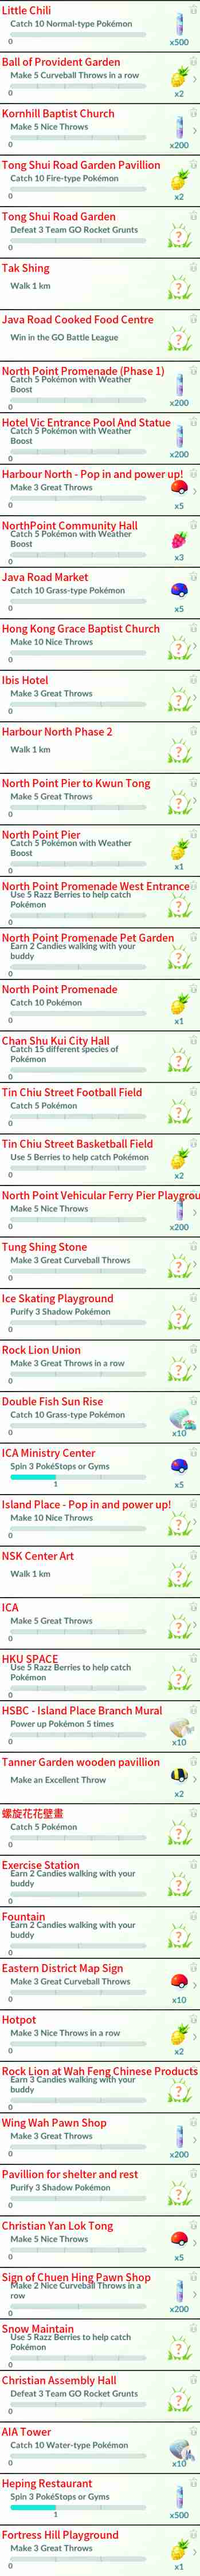 Little Chili
Catch 10 Normal-type Pokémon
0
x500
Ball of Provident Garden
Make 5 Curveball Throws in a row
0
x2
Kornhill Baptist Church
Make 5 Nice Throws
0
x200
Tong Shui Road Garden Pavillion
Catch 10 Fire-type Pokémon
0
x2
Tong Shui Road Garden
Defeat 3 Team GO Rocket Grunts
0
?
Tak Shing
Walk 1 km
?
Java Road Cooked Food Centre
Win in the GO Battle League
?
North Point Promenade (Phase 1)
Catch 5 Pokémon with Weather
Boost
0
x200
Hotel Vic Entrance Pool And Statue
Catch 5 Pokémon with Weather
Boost
0
x200
Harbour North - Pop in and power up!
Make 3 Great Throws
0
x5
NorthPoint Community Hall
Catch 5 Pokémon with Weather
Boost
0
x3
Java Road Market
Catch 10 Grass-type Pokémon
0
x5
Hong Kong Grace Baptist Church
Make 10 Nice Throws
0
?
Ibis Hotel
Make 3 Great Throws
0
?
Harbour North Phase 2
Walk 1 km
?
North Point Pier to Kwun Tong
Make 5 Great Throws
0
?
North Point Pier
Catch 5 Pokémon with Weather
Boost
0
x1
North Point Promenade West Entrance
Use 5 Razz Berries to help catch
Pokémon
0
?
North Point Promenade Pet Garden
Earn 2 Candies walking with your
buddy
0
?
North Point Promenade
Catch 10 Pokémon
0
x1
Chan Shu Kui City Hall
Catch 15 different species of
Pokémon
0
?
Tin Chiu Street Football Field
Catch 5 Pokémon
0
?
Tin Chiu Street Basketball Field
Use 5 Berries to help catch Pokémon
0
x2
North Point Vehicular Ferry Pier Playgrou
Make 5 Nice Throws
0
x200
Tung Shing Stone
Make 3 Great Curveball Throws
0
?
Ice Skating Playground
Purify 3 Shadow Pokémon
0
?
Rock Lion Union
Make 3 Great Throws in a row
0
?
Double Fish Sun Rise
Catch 10 Grass-type Pokémon
0
x10
ICA Ministry Center
Spin 3 PokéStops or Gyms
1
x5
Island Place - Pop in and power up!
Make 10 Nice Throws
0
?
NSK Center Art
Walk 1 km
?
ICA
Make 5 Great Throws
0
?
HKU SPACE
Use 5 Razz Berries to help catch
Pokémon
0
?
HSBC - Island Place Branch Mural
Power up Pokémon 5 times
0
x10
Tanner Garden wooden pavillion
Make an Excellent Throw
x2
螺旋花花壁畫
Catch 5 Pokémon
0
?
Exercise Station
Earn 2 Candies walking with your
buddy
0
?
Fountain
Earn 2 Candies walking with your
buddy
0
?
Eastern District Map Sign
Make 3 Great Curveball Throws
0
x10
Hotpot
Make 3 Nice Throws in a row
0
x2
Rock Lion at Wah Feng Chinese Products
Earn 3 Candies walking with your
buddy
0
?
Wing Wah Pawn Shop
Make 3 Great Throws
0
x200
Pavillion for shelter and rest
Purify 3 Shadow Pokémon
0
?
Christian Yan Lok Tong
Make 5 Nice Throws
0
x5
Sign of Chuen Hing Pawn Shop
Make 2 Nice Curveball Throws in a
row
0
x200
Snow Maintain
Use 5 Razz Berries to help catch
Pokémon
0
?
Christian Assembly Hall
Defeat 3 Team GO Rocket Grunts
0
?
AIA Tower
Catch 10 Water-type Pokémon
0
x10
Heping Restaurant
Spin 3 PokéStops or Gyms
1
x500
Fortress Hill Playground
Make 3 Great Throws
0
x1